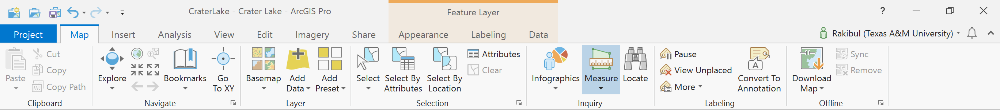 CraterLake - Crater Lake - ArcGIS Pro
Feature Layer
?
Project Map Insert Analysis View Edit Imagery Share Appearance Labeling Data
Rakibul (Texas A&M University)
Paste
Cut
Copy
Copy Path
Clipboard
Explore
Bookmarks
Go
To XY
Navigate
Basemap
Add
Data
Add
Preset
Layer
Select
Select By
Attributes
Select By
Location
Attributes
Clear
Selection
Infographics
Measure
Locate
Inquiry
Pause
View Unplaced
More
A
Convert To
Annotation
Labeling
Download
Map
Sync
Remove
Offline